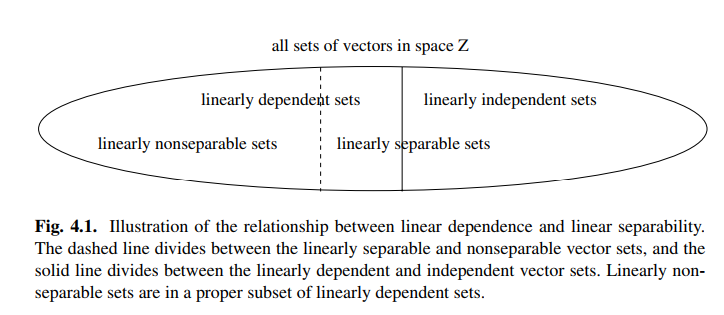 all sets of vectors in space Z
linearly dependent sets
linearly independent sets
linearly nonseparable sets
linearly separable sets
Fig. 4.1. Illustration of the relationship between linear dependence and linear separability.
The dashed line divides between the linearly separable and nonseparable vector sets, and the
solid line divides between the linearly dependent and independent vector sets. Linearly non-
separable sets are in a proper subset of linearly dependent sets.